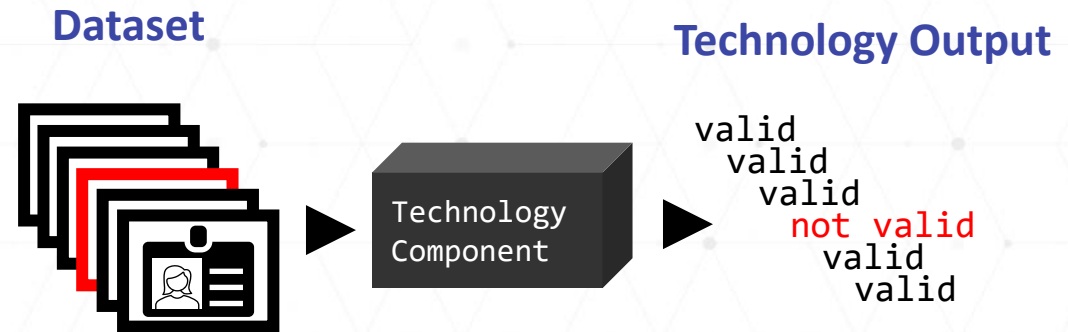 Dataset
Technology Output
Technology
Component
valid
valid
valid
not valid
valid
valid